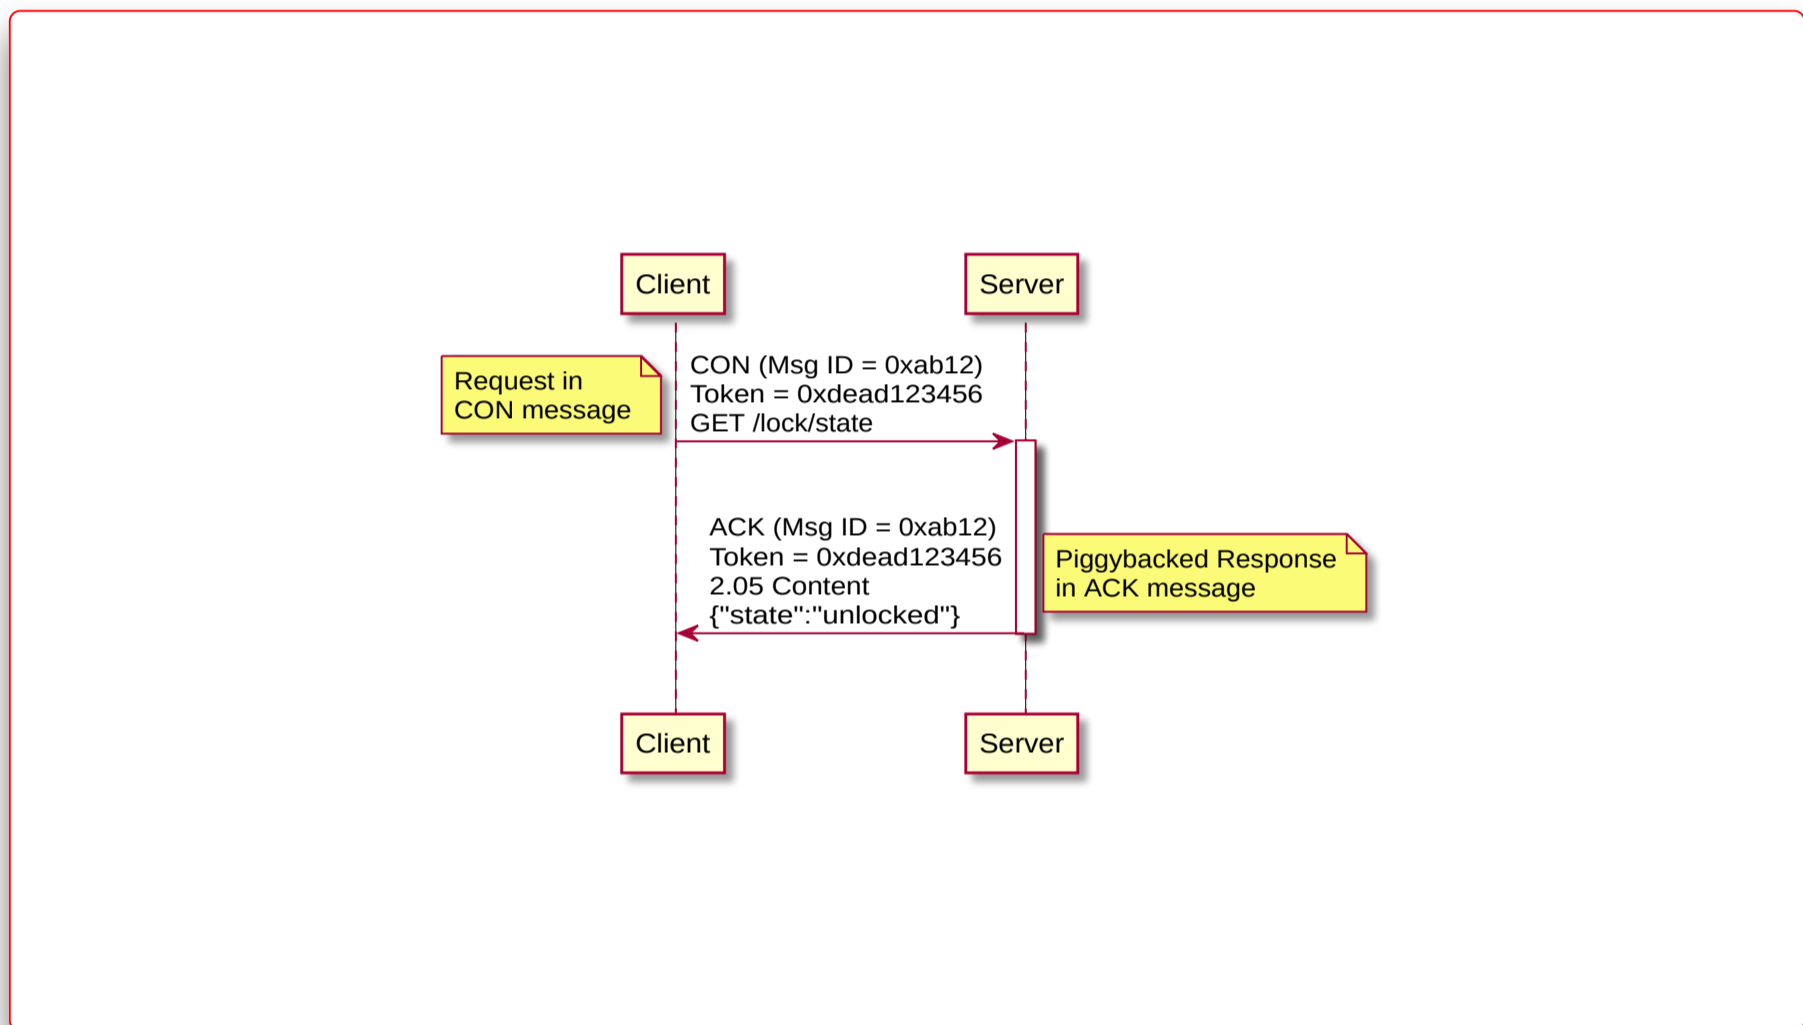 Client
Server
Request in
CON message
CON (Msg ID = 0xab12)
Token = 0xdead123456
GET /lock/state
ACK (Msg ID = 0xab12)
Token = 0xdead123456
2.05 Content
{"state":"unlocked"}
Piggybacked Response
in ACK message
Client
Server